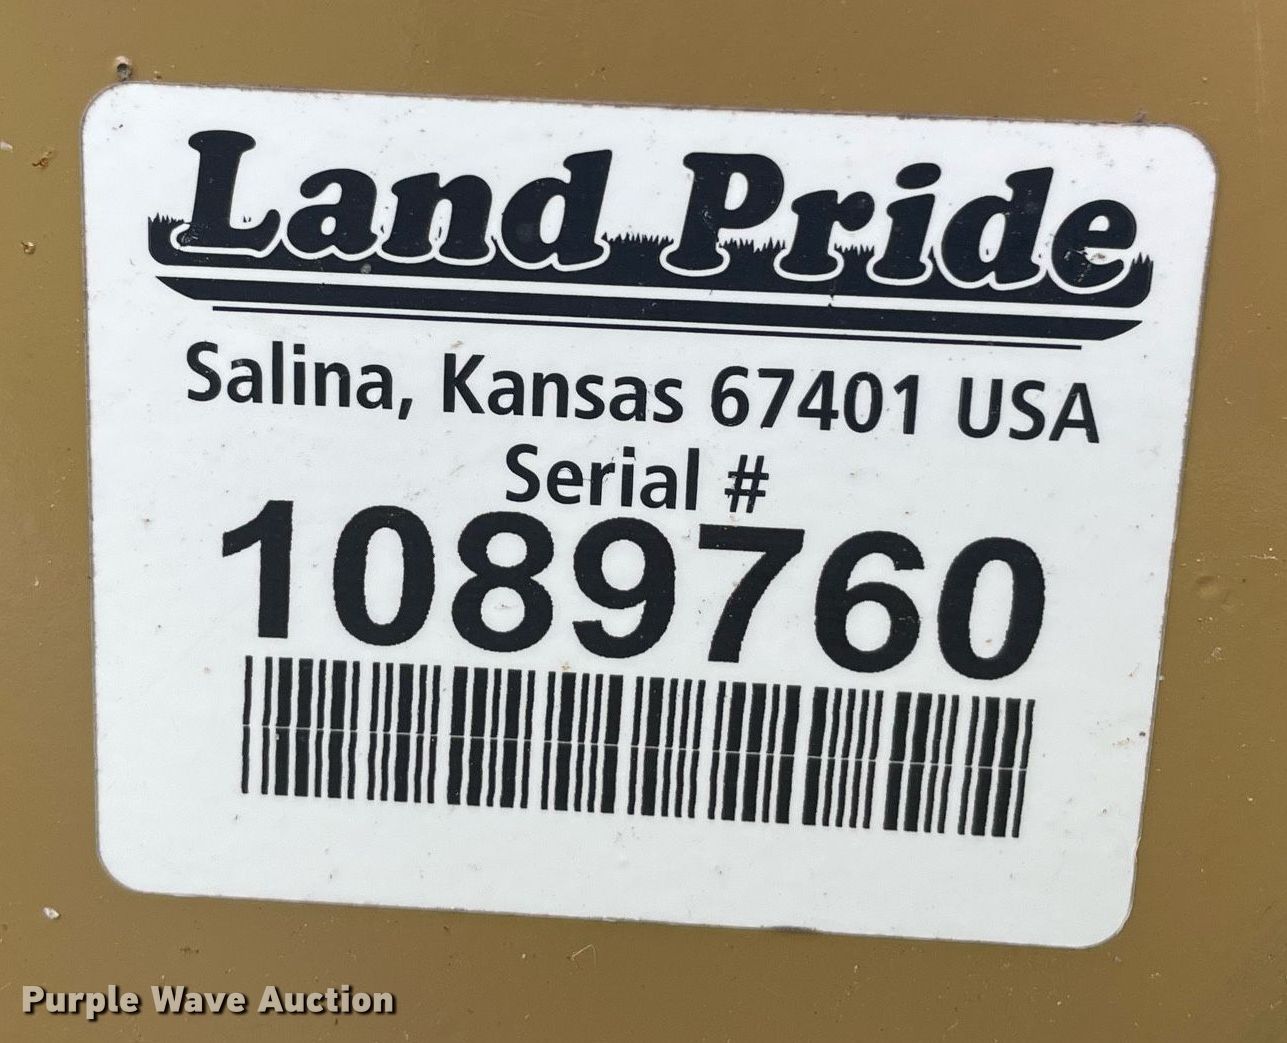 Land Pride
Salina, Kansas 67401 USA
Serial #
1089760
Purple Wave Auction